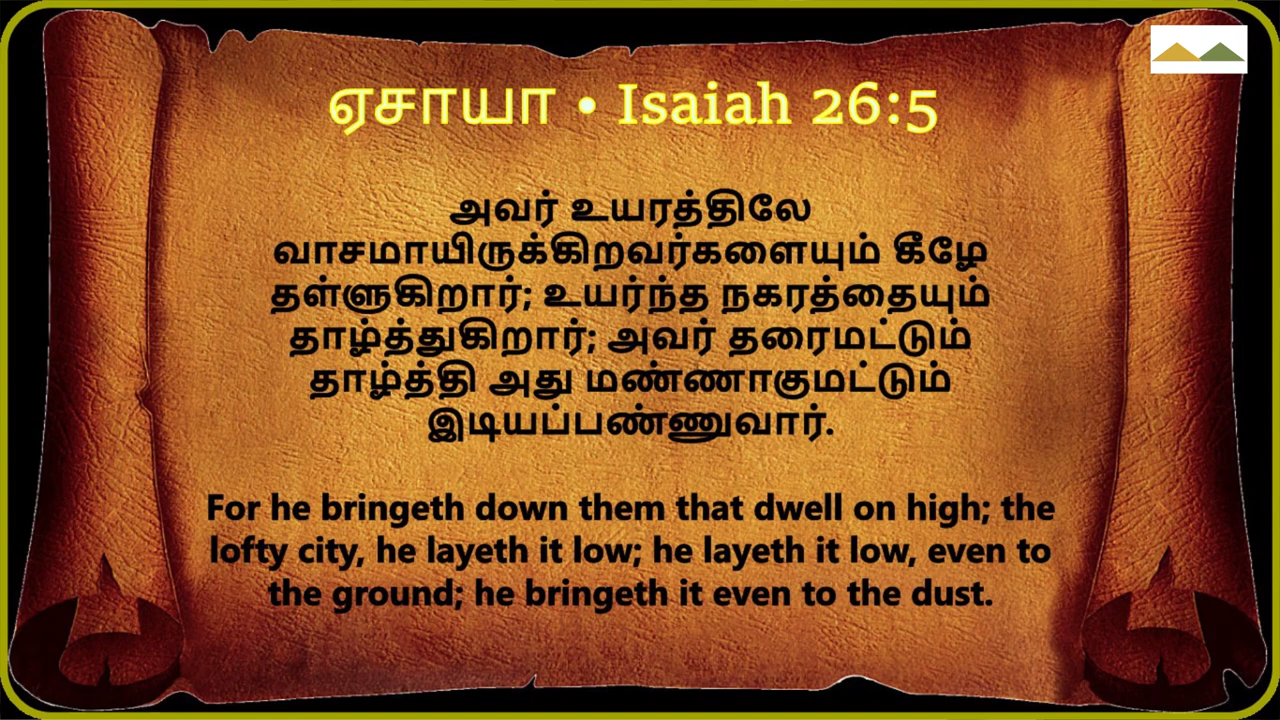 ஏசாயா • Isaiah 26:5
அவர் உயரத்திலே
வாசமாயிருக்கிறவர்களையும் கீழே
தள்ளுகிறார்; உயர்ந்த நகரத்தையும்
தாழ்த்துகிறார்; அவர் தரைமட்டும்
தாழ்த்தி அது மண்ணாகுமட்டும்
இடியப்பண்ணுவார்.
For he bringeth down them that dwell on high; the
lofty city, he layeth it low; he layeth it low, even to
the ground; he bringeth it even to the dust.